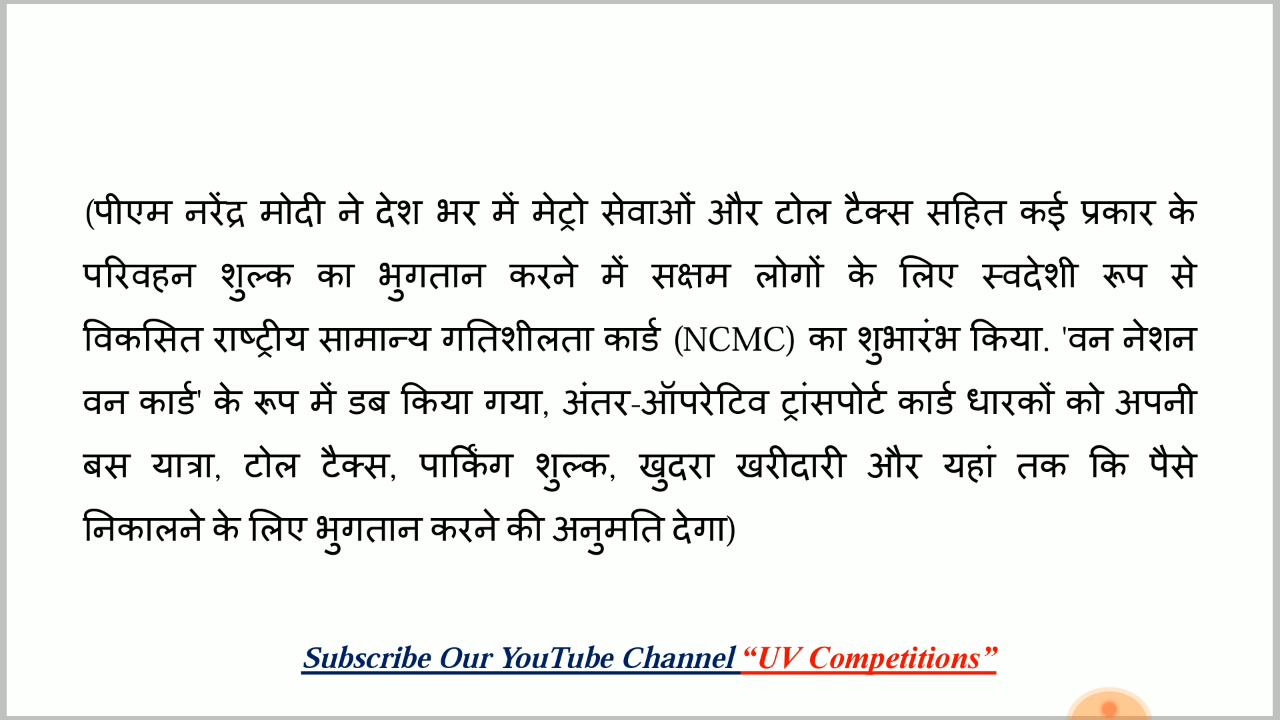 (पीएम नरेंद्र मोदी ने देश भर में मेट्रो सेवाओं और टोल टैक्स सहित कई प्रकार के
परिवहन शुल्क का भुगतान करने में सक्षम लोगों के लिए स्वदेशी रूप से
विकसित राष्ट्रीय सामान्य गतिशीलता कार्ड (NCMC) का शुभारंभ किया. 'वन नेशन
वन कार्ड' के रूप में डब किया गया, अंतर-ऑपरेटिव ट्रांसपोर्ट कार्ड धारकों को अपनी
बस यात्रा, टोल टैक्स, पार्किंग शुल्क, खुदरा खरीदारी और यहां तक कि पैसे
निकालने के लिए भुगतान करने की अनुमति देगा)
Subscribe Our YouTube Channel “UV Competitions”